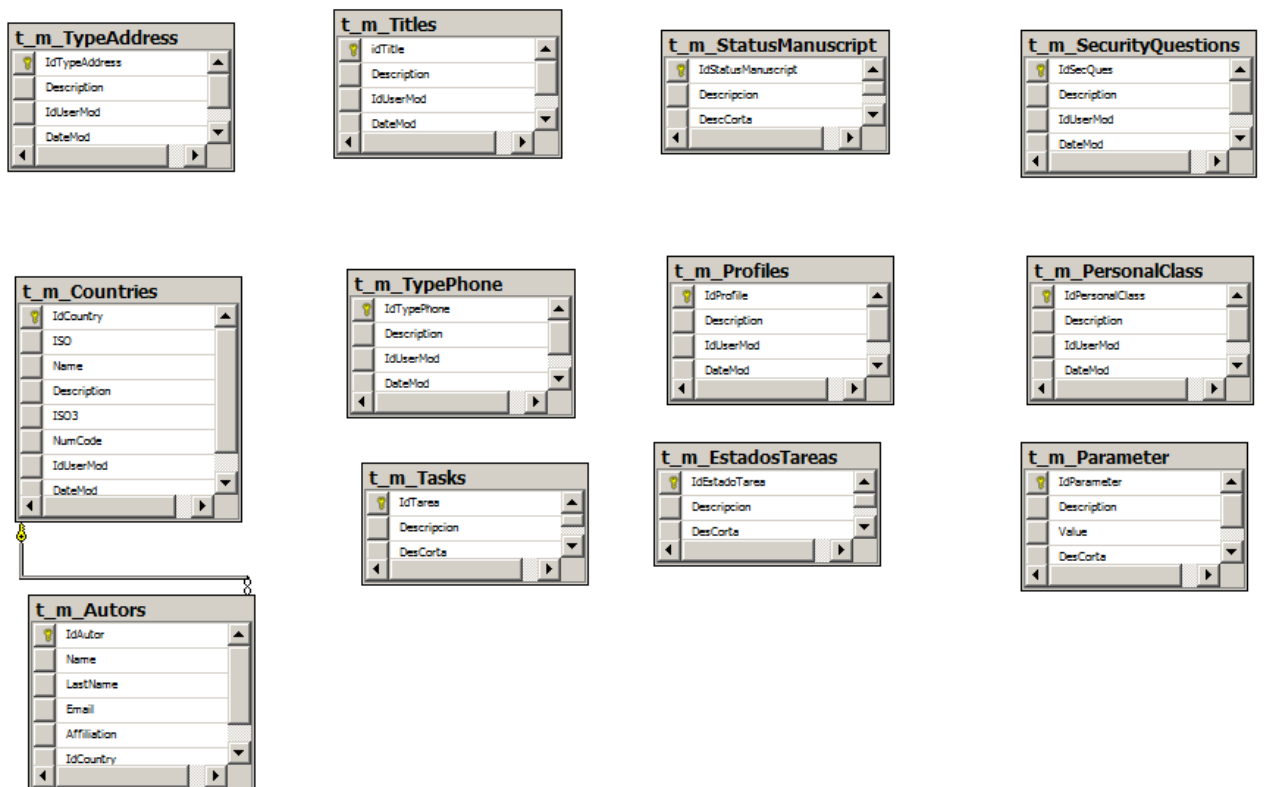 t_m_TypeAddress
IdTypeAddress
Description
IdUserMod
DateMod
t_m_Titles
idTitle
Description
IdUserMod
DateMod
t_m_StatusManuscript
IdStatusManuscript
Descripcion
DescCorta
t_m_SecurityQuestions
IdSecQues
Description
IdUserMod
DateMod
t_m_Countries
IdCountry
ISO
Name
Description
ISO3
NumCode
IdUserMod
DateMod
t_m_TypePhone
IdTypePhone
Description
IdUserMod
DateMod
t_m_Profiles
IdProfile
Description
IdUserMod
DateMod
t_m_PersonalClass
IdPersonalClass
Description
IdUserMod
DateMod
t_m_Tasks
IdTarea
Descripcion
DesCorta
t_m_EstadosTareas
IdEstadoTarea
Descripcion
DesCorta
t_m_Parameter
IdParameter
Description
Value
DesCorta
t_m_Autors
IdAutor
Name
LastName
Email
Affiliation
IdCountry